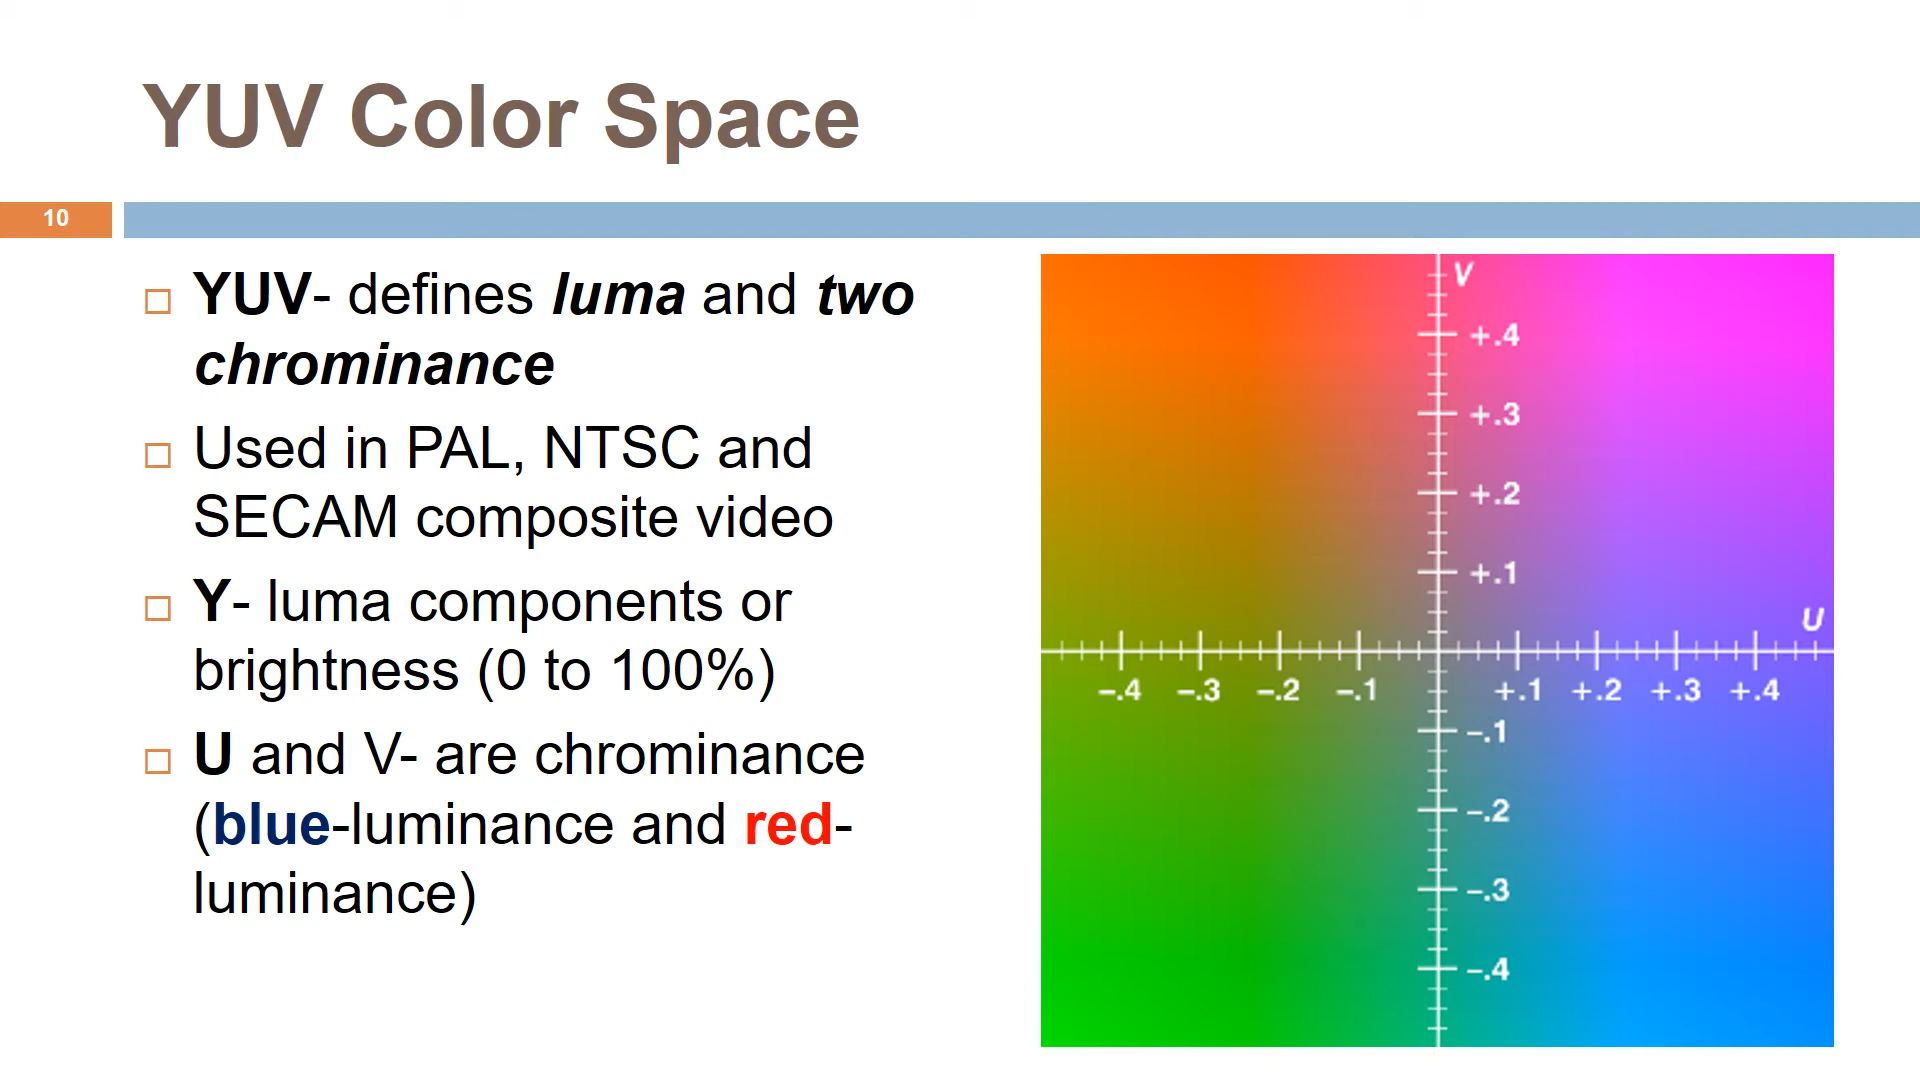 YUV Color Space
10
YUV- defines luma and two
chrominance
Used in PAL, NTSC and
SECAM composite video
Y- luma components or
brightness (0 to 100%)
U and V- are chrominance
(blue-luminance and red-
luminance)
V
+.4
+.3
+.2
+.1
U
-.4 -.3 -.2 -.1 +.1 +.2 +.3 +.4
-.1
-.2
-.3
-.4